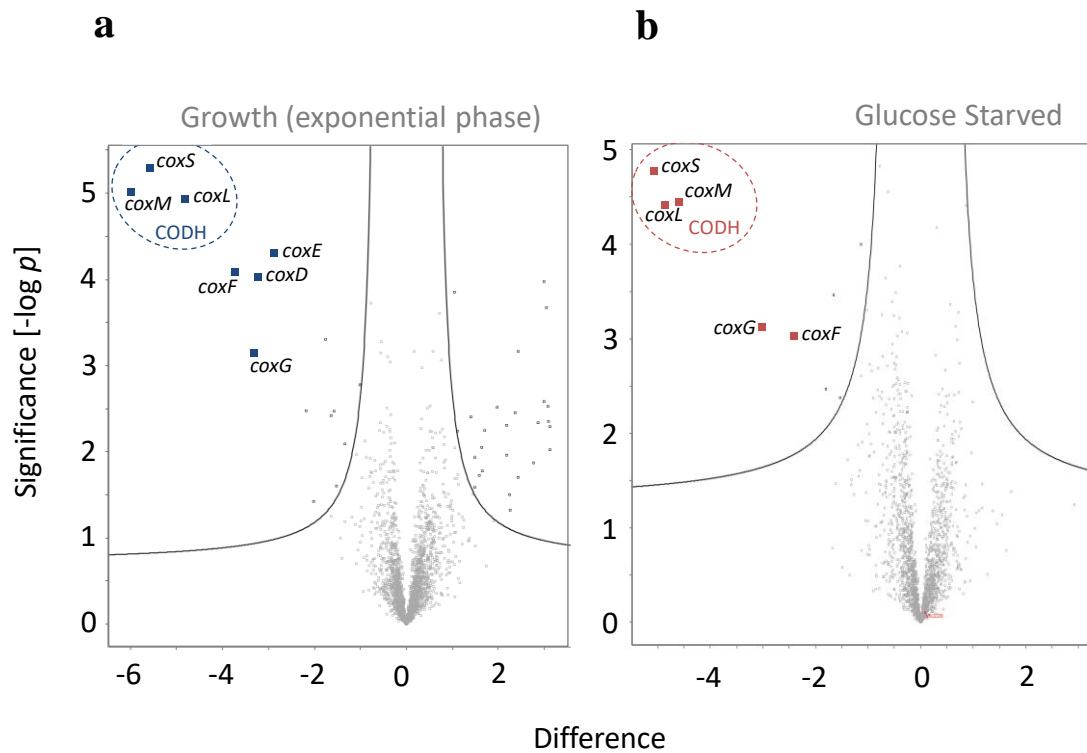 a
b
Growth (exponential phase)
Glucose Starved
Significance [-log p]
5
4
3
2
1
0
coxS
coxM
coxL
CODH
coxE
coxF
coxD
coxG
-6
-4
-2
0
2
5
4
3
2
1
0
coxS
coxM
coxL
CODH
coxG
coxF
-4
-2
0
2
Difference